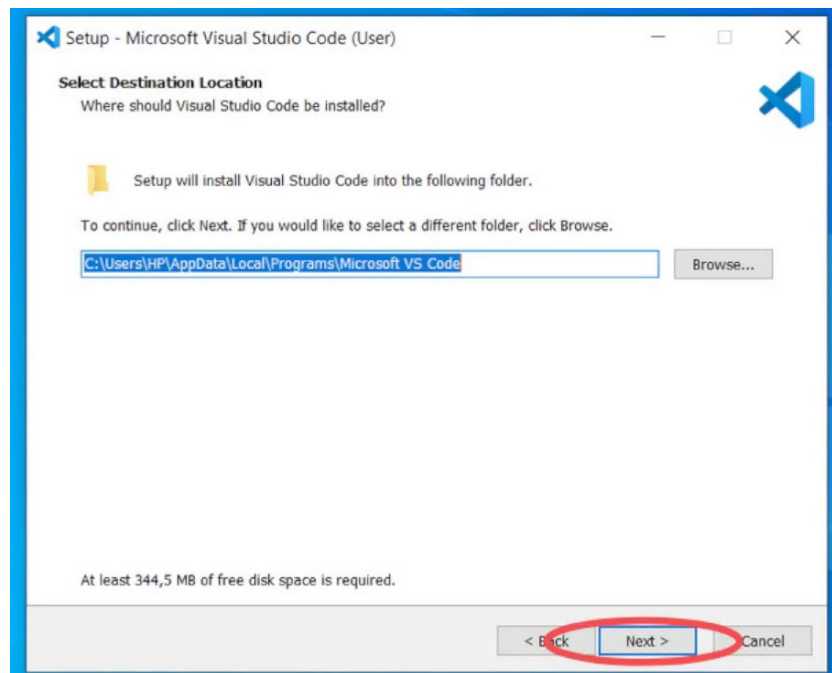 Setup - Microsoft Visual Studio Code (User)
Select Destination Location
Where should Visual Studio Code be installed?
Setup will install Visual Studio Code into the following folder.
To continue, click Next. If you would like to select a different folder, click Browse.
C:\Users\HP\AppData\Local\Programs\Microsoft VS Code
Browse...
At least 344,5 MB of free disk space is required.
< Back
Next >
Cancel